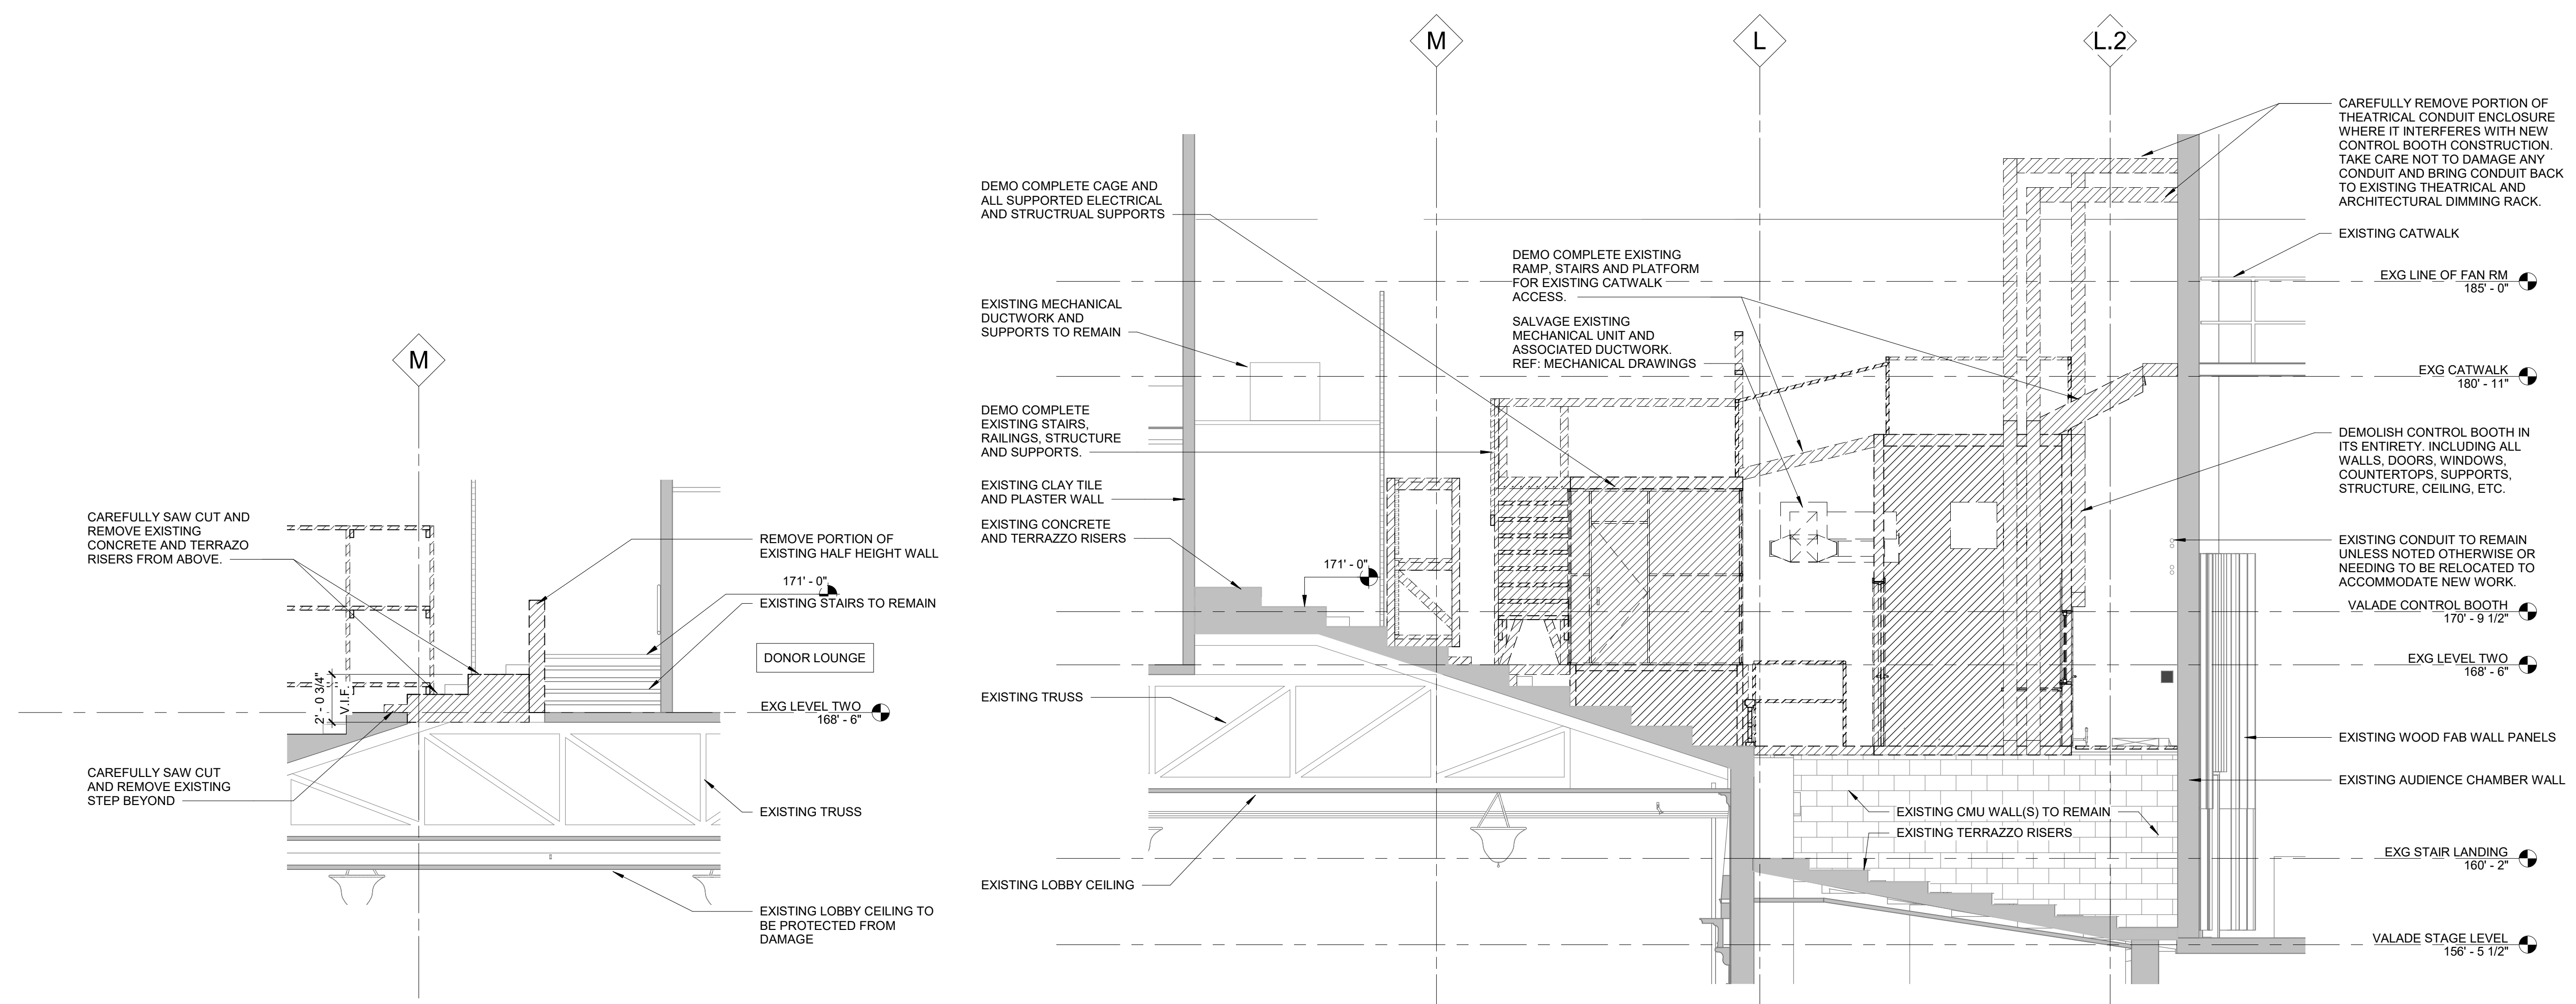 M
CAREFULLY SAW CUT AND
REMOVE EXISTING
CONCRETE AND TERRAZO
RISERS FROM ABOVE.
2' - 0 3/4"
V.I.F.
CAREFULLY SAW CUT
AND REMOVE EXISTING
STEP BEYOND
REMOVE PORTION OF
EXISTING HALF HEIGHT WALL
171' - 0"
EXISTING STAIRS TO REMAIN
DONOR LOUNGE
EXG LEVEL TWO
168' - 6"
EXISTING TRUSS
EXISTING LOBBY CEILING TO
BE PROTECTED FROM
DAMAGE
M
L
L.2
DEMO COMPLETE CAGE AND
ALL SUPPORTED ELECTRICAL
AND STRUCTRUAL SUPPORTS
EXISTING MECHANICAL
DUCTWORK AND
SUPPORTS TO REMAIN
DEMO COMPLETE
EXISTING STAIRS,
RAILINGS, STRUCTURE
AND SUPPORTS.
EXISTING CLAY TILE
AND PLASTER WALL
EXISTING CONCRETE
AND TERRAZZO RISERS
171' - 0"
EXISTING TRUSS
EXISTING LOBBY CEILING
DEMO COMPLETE EXISTING
RAMP, STAIRS AND PLATFORM
FOR EXISTING CATWALK
ACCESS.
SALVAGE EXISTING
MECHANICAL UNIT AND
ASSOCIATED DUCTWORK.
REF: MECHANICAL DRAWINGS
EXISTING CMU WALL(S) TO REMAIN
EXISTING TERRAZZO RISERS
CAREFULLY REMOVE PORTION OF
THEATRICAL CONDUIT ENCLOSURE
WHERE IT INTERFERES WITH NEW
CONTROL BOOTH CONSTRUCTION.
TAKE CARE NOT TO DAMAGE ANY
CONDUIT AND BRING CONDUIT BACK
TO EXISTING THEATRICAL AND
ARCHITECTURAL DIMMING RACK.
EXISTING CATWALK
EXG LINE OF FAN RM
185' - 0"
EXG CATWALK
180' - 11"
DEMOLISH CONTROL BOOTH IN
ITS ENTIRETY. INCLUDING ALL
WALLS, DOORS, WINDOWS,
COUNTERTOPS, SUPPORTS,
STRUCTURE, CEILING, ETC.
EXISTING CONDUIT TO REMAIN
UNLESS NOTED OTHERWISE OR
NEEDING TO BE RELOCATED TO
ACCOMMODATE NEW WORK.
VALADE CONTROL BOOTH
170' - 9 1/2"
EXG LEVEL TWO
168' - 6"
EXISTING WOOD FAB WALL PANELS
EXISTING AUDIENCE CHAMBER WALL
EXG STAIR LANDING
160' - 2"
VALADE STAGE LEVEL
156' - 5 1/2"